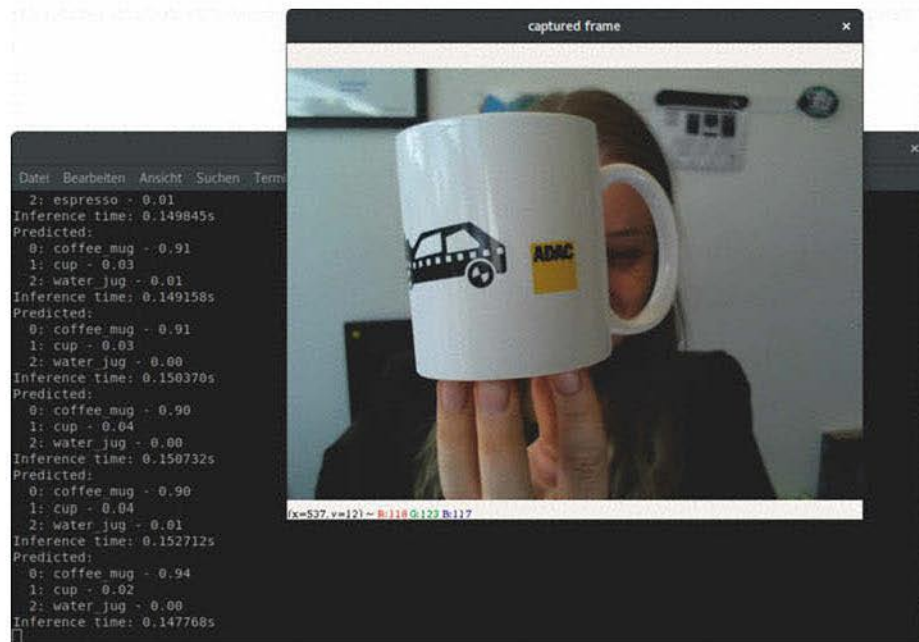 captured frame
×
×
Datei Bearbeiten Ansicht Suchen
2: espresso - 0.01
Inference time: 0.149845s
Predicted:
0: coffee_mug - 0.91
1: cup - 0.03
2: water_jug - 0.01
Inference time: 0.149158s
Predicted:
0: coffee_mug - 0.91
1: cup - 0.03
2: water_jug - 0.00
Inference time: 0.150370s
Predicted:
0: coffee_mug - 0.90
1: cup - 0.04
2: water_jug - 0.00
Inference time: 0.150732s
Predicted:
0: coffee_mug - 0.90
1: cup - 0.04
2: water_jug - 0.01
Inference time: 0.152712s
Predicted:
0: coffee_mug - 0.94
1: cup - 0.02
2: water_jug - 0.00
Inference time: 0.147768s
ADAC
(x=537, y=12) ~ R:118 G:123 B:117